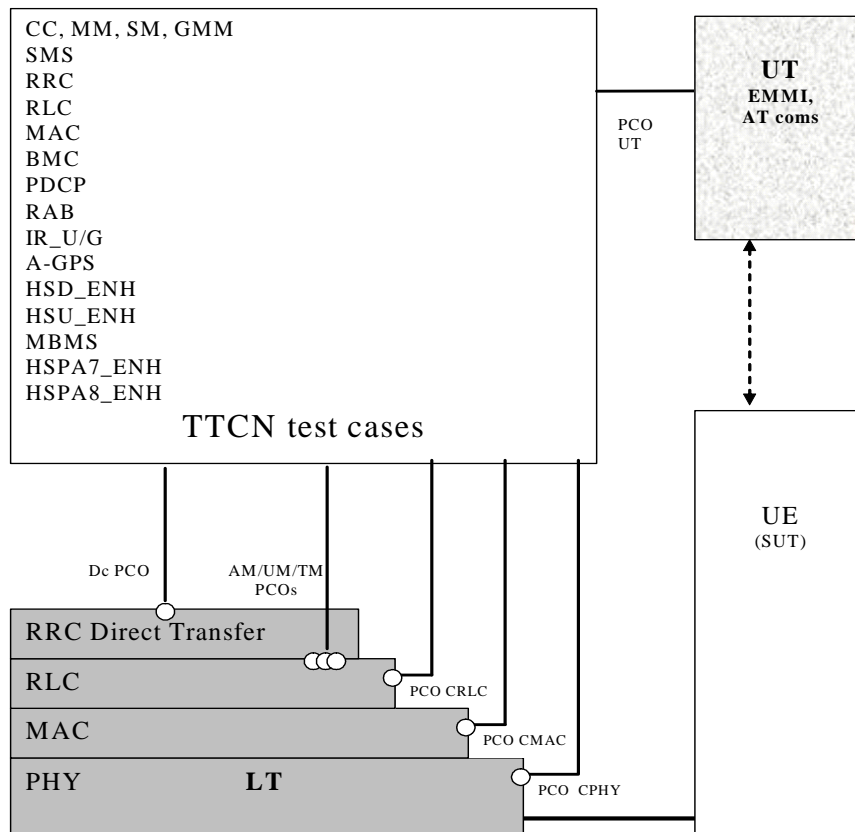 CC, MM, SM, GMM
SMS
RRC
RLC
MAC
BMC
PDCP
RAB
IR_U/G
A-GPS
HSD_ENH
HSU_ENH
MBMS
HSPA7_ENH
HSPA8_ENH
TTCN test cases
PCO
UT
UT
EMMI,
AT coms
UE
(SUT)
Dc PCO
AM/UM/TM
PCOs
RRC Direct Transfer
RLC
PCO CRLC
MAC
PCO CMAC
PHY LT
PCO CPHY